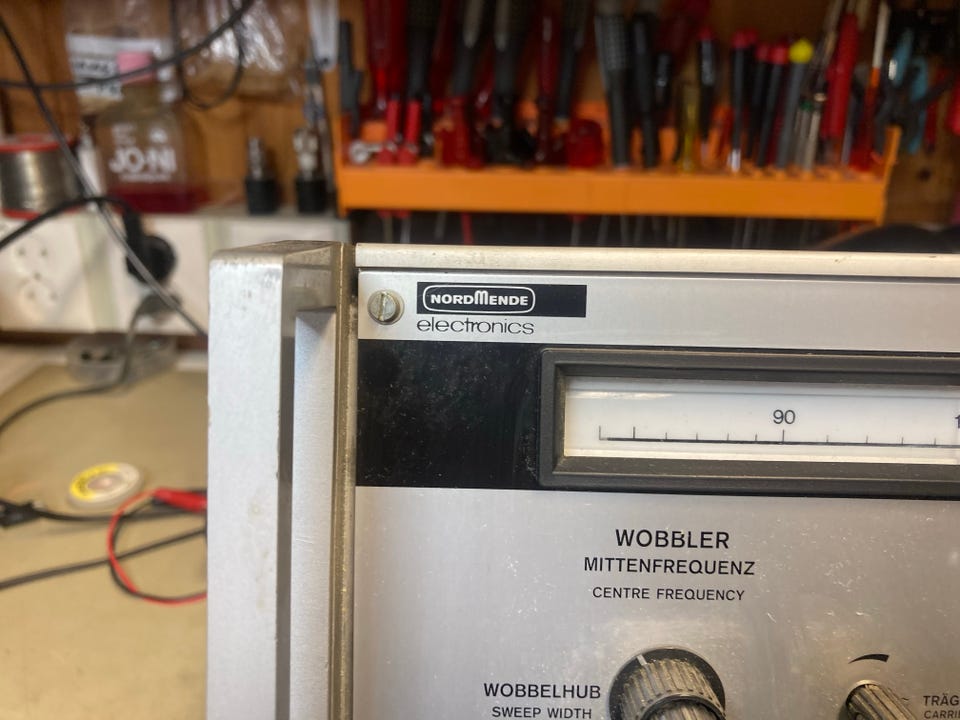 JO·NI
NORDMENDE
electronics
90
WOBBLER
MITTENFREQUENZ
CENTRE FREQUENCY
WOBBELHUB
SWEEP WIDTH